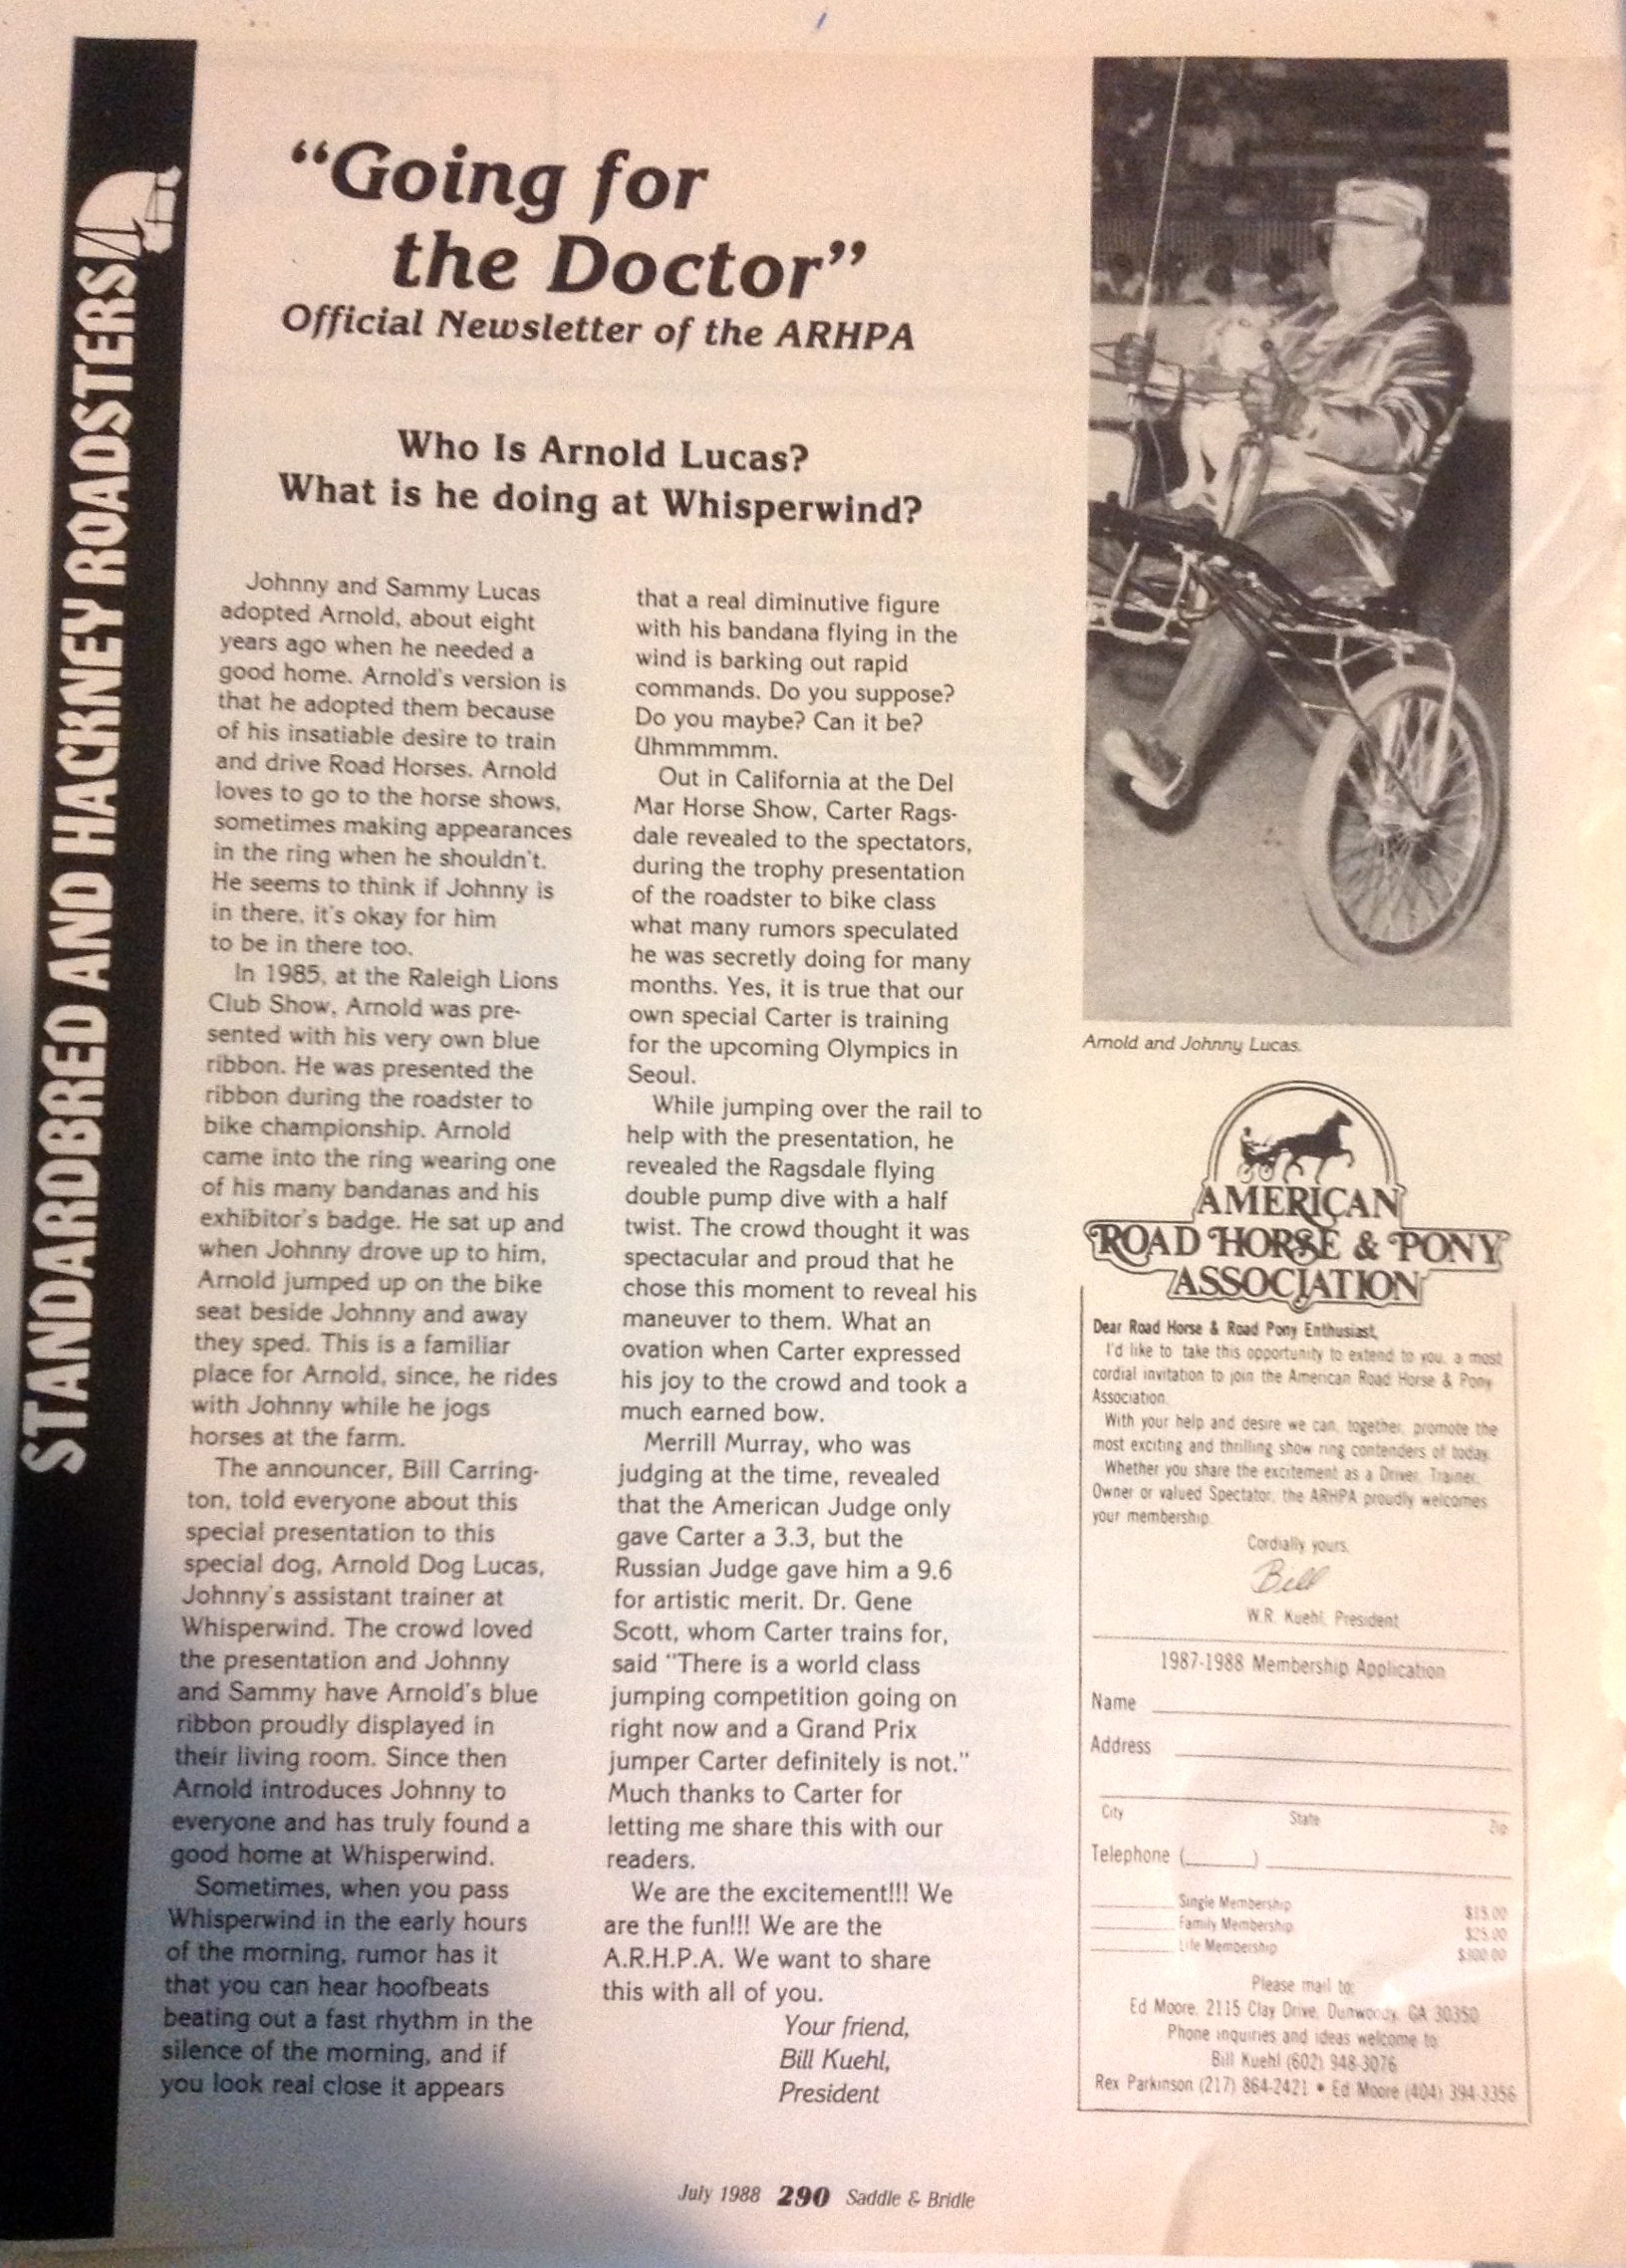 STANDARDBRED AND HACKNEY ROADSTERS
“Going for
the Doctor”
Official Newsletter of the ARHPA
Who Is Arnold Lucas?
What is he doing at Whisperwind?
Johnny and Sammy Lucas
adopted Arnold, about eight
years ago when he needed a
good home. Arnold's version is
that he adopted them because
of his insatiable desire to train
and drive Road Horses. Arnold
loves to go to the horse shows,
sometimes making appearances
in the ring when he shouldn't.
He seems to think if Johnny is
in there, it's okay for him
to be in there too.
In 1985, at the Raleigh Lions
Club Show, Arnold was pre-
sented with his very own blue
ribbon. He was presented the
ribbon during the roadster to
bike championship. Arnold
came into the ring wearing one
of his many bandanas and his
exhibitor's badge. He sat up and
when Johnny drove up to him,
Arnold jumped up on the bike
seat beside Johnny and away
they sped. This is a familiar
place for Arnold, since, he rides
with Johnny while he jogs
horses at the farm.
The announcer, Bill Carring-
ton, told everyone about this
special presentation to this
special dog, Arnold Dog Lucas,
Johnny's assistant trainer at
Whisperwind. The crowd loved
the presentation and Johnny
and Sammy have Arnold's blue
ribbon proudly displayed in
their living room. Since then
Arnold introduces Johnny to
everyone and has truly found a
good home at Whisperwind.
Sometimes, when you pass
Whisperwind in the early hours
of the morning, rumor has it
that you can hear hoofbeats
beating out a fast rhythm in the
silence of the morning, and if
you look real close it appears
that a real diminutive figure
with his bandana flying in the
wind is barking out rapid
commands. Do you suppose?
Do you maybe? Can it be?
Uhmmmmm.
Out in California at the Del
Mar Horse Show, Carter Rags-
dale revealed to the spectators,
during the trophy presentation
of the roadster to bike class
what many rumors speculated
he was secretly doing for many
months. Yes, it is true that our
own special Carter is training
for the upcoming Olympics in
Seoul.
While jumping over the rail to
help with the presentation, he
revealed the Ragsdale flying
double pump dive with a half
twist. The crowd thought it was
spectacular and proud that he
chose this moment to reveal his
maneuver to them. What an
ovation when Carter expressed
his joy to the crowd and took a
much earned bow.
Merrill Murray, who was
judging at the time, revealed
that the American Judge only
gave Carter a 3.3, but the
Russian Judge gave him a 9.6
for artistic merit. Dr. Gene
Scott, whom Carter trains for,
said "There is a world class
jumping competition going on
right now and a Grand Prix
jumper Carter definitely is not."
Much thanks to Carter for
letting me share this with our
readers.
We are the excitement!!! We
are the fun!!! We are the
A.R.H.P.A. We want to share
this with all of you.
Your friend,
Bill Kuehl,
President
Arnold and Johnny Lucas.
AMERICAN
ROAD HORSE & PONY
ASSOCIATION
Dear Road Horse & Road Pony Enthusiast,
I'd like to take this opportunity to extend to you, a most
cordial invitation to join the American Road Horse & Pony
Association.
With your help and desire we can, together, promote the
most exciting and thrilling show ring contenders of today.
Whether you share the excitement as a Driver, Trainer,
Owner or valued Spectator, the ARHPA proudly welcomes
your membership.
Cordially yours,
Bill
W.R. Kuehl, President
1987-1988 Membership Application
Name
Address
City State Zip
Telephone ( )
Single Membership $15.00
Family Membership $25.00
Life Membership $300.00
Please mail to:
Ed Moore, 2115 Clay Drive, Dunwoody, GA 30350
Phone inquiries and ideas welcome to:
Bill Kuehl (602) 948-3076
Rex Parkinson (217) 864-2421 • Ed Moore (404) 394-3356
July 1988 290 Saddle & Bridle